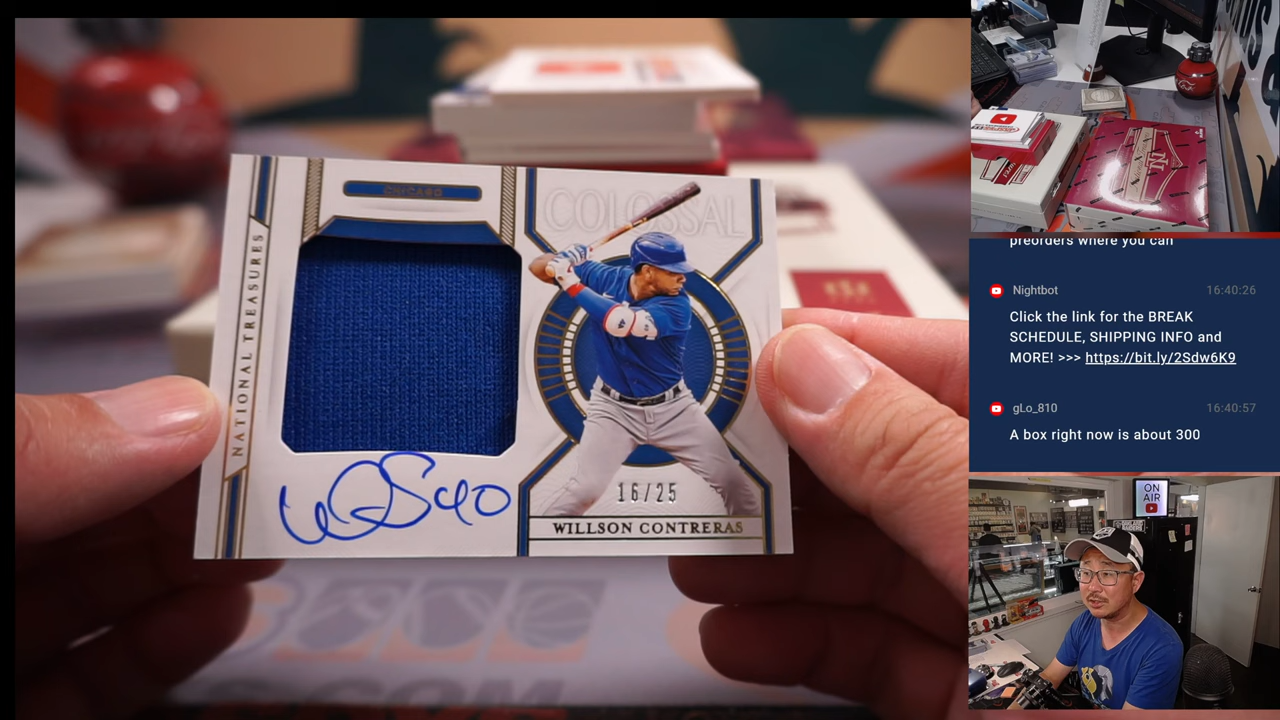 CHICAGO
COLOSSAL
NATIONAL TREASURES
40
16/25
WILLSON CONTRERAS
preorders where you can
Nightbot 16:40:26
Click the link for the BREAK
SCHEDULE, SHIPPING INFO and
MORE! >>> https://bit.ly/2Sdw6K9
gLo_810 16:40:57
A box right now is about 300
ON
AIR